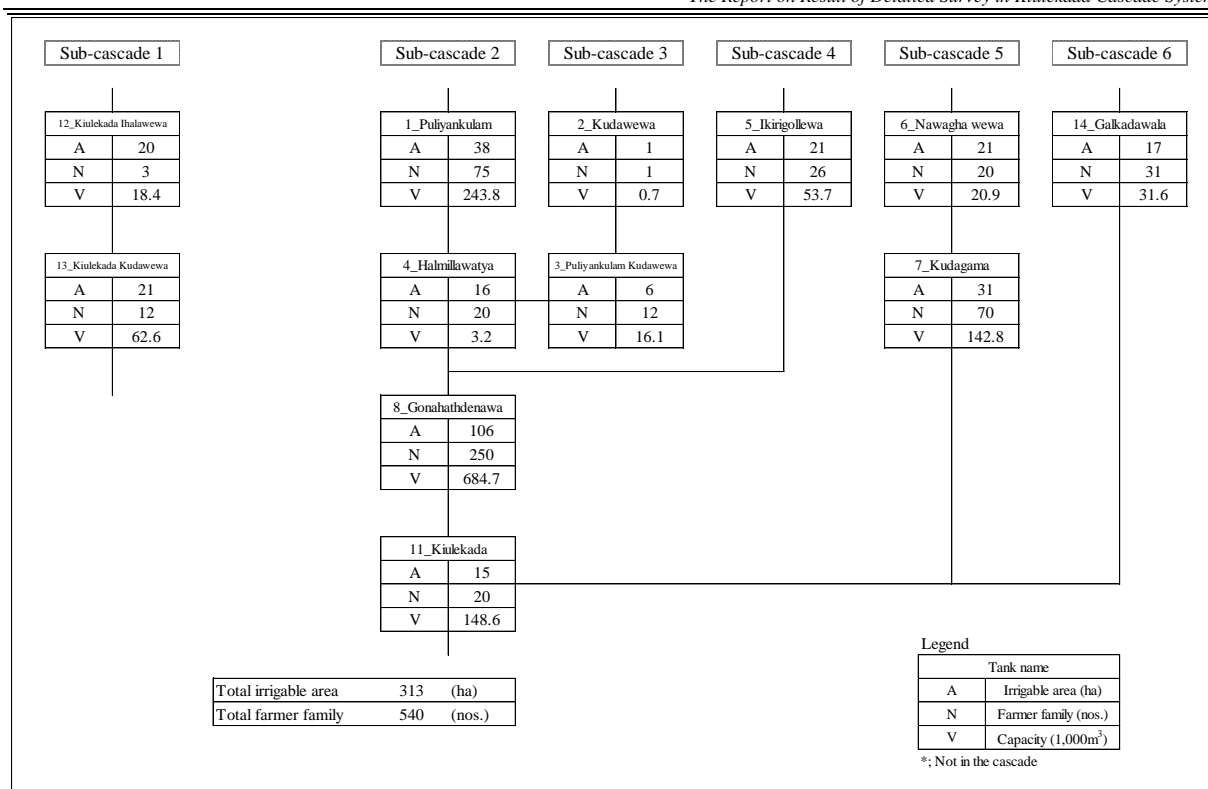 The Report on Result of Detailed Survey in Kiulekada Cascade System
Sub-cascade 1 Sub-cascade 2 Sub-cascade 3 Sub-cascade 4 Sub-cascade 5 Sub-cascade 6
12_Kiulekada Ihalawewa 1_Puliyankulam 2_Kudawewa 5_Ikirigollewa 6_Nawagha wewa 14_Galkadawala
A 20 A 38 A 1 A 21 A 21 A 17
N 3 N 75 N 1 N 26 N 20 N 31
V 18.4 V 243.8 V 0.7 V 53.7 V 20.9 V 31.6
13_Kiulekada Kudawewa 4_Halmillawatya 3_Puliyankulam Kudawewa 7_Kudagama
A 21 A 16 A 6 A 31
N 12 N 20 N 12 N 70
V 62.6 V 3.2 V 16.1 V 142.8
8_Gonahathdenawa
A 106
N 250
V 684.7
11_Kiulekada
A 15
N 20
V 148.6
Total irrigable area 313 (ha)
Total farmer family 540 (nos.)
Legend
Tank name
A Irrigable area (ha)
N Farmer family (nos.)
V Capacity (1,000m³)
*; Not in the cascade